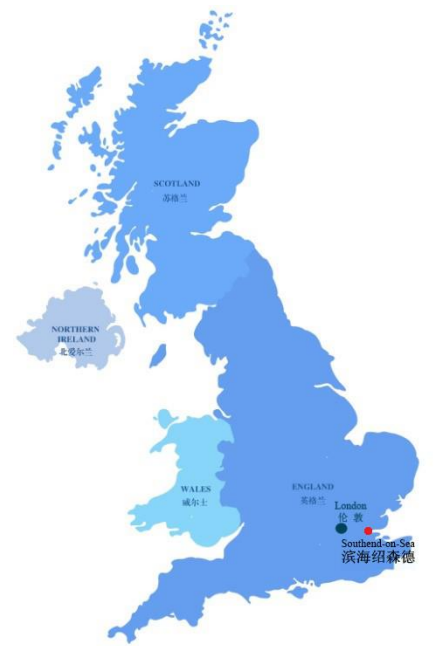 SCOTLAND
苏格兰
NORTHERN
IRELAND
北爱尔兰
WALES
威尔士
ENGLAND
英格兰
London
伦 敦
Southend-on-Sea
滨海绍森德